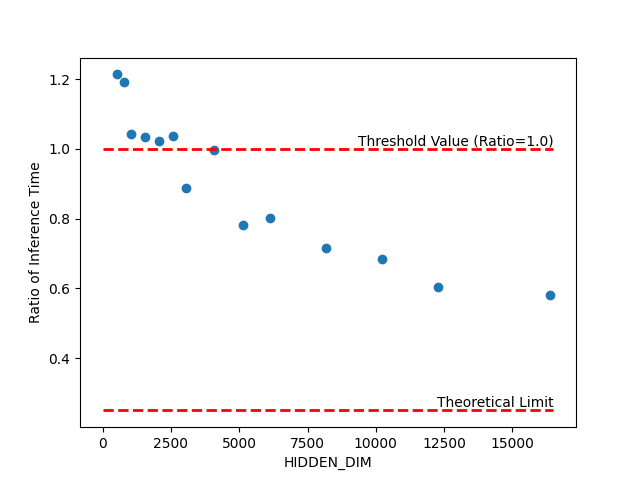 1.2
1.0
0.8
0.6
0.4
Ratio of Inference Time
Threshold Value (Ratio=1.0)
Theoretical Limit
0 2500 5000 7500 10000 12500 15000
HIDDEN_DIM